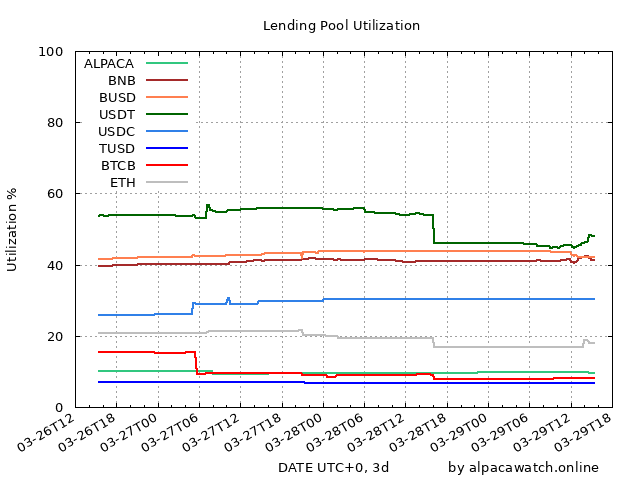 Lending Pool Utilization
100
80
60
40
20
0
Utilization %
ALPACA
BNB
BUSD
USDT
USDC
TUSD
BTCB
ETH
03-26T12
03-26T18
03-27T00
03-27T06
03-27T12
03-27T18
03-28T00
03-28T06
03-28T12
03-28T18
03-29T00
03-29T06
03-29T12
03-29T18
DATE UTC+0, 3d
by alpacawatch.online